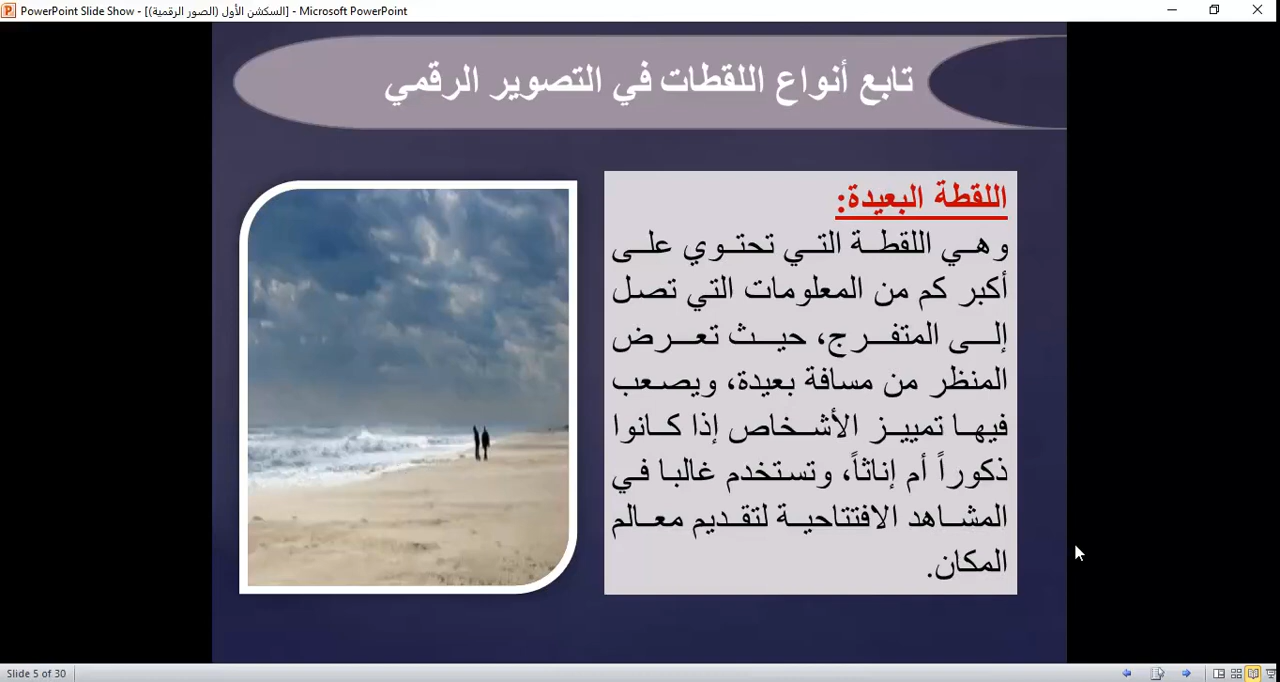 PowerPoint Slide Show - [السكشن الأول (الصور الرقمية)] - Microsoft PowerPoint
تابع أنواع اللقطات في التصوير الرقمي
اللقطة البعيدة:
وهي اللقطة التي تحتوي على
أكبر كم من المعلومات التي تصل
إلى المتفرج، حيث تعرض
المنظر من مسافة بعيدة، ويصعب
فيها تمييز الأشخاص إذا كانوا
ذكوراً أم إناثاً، وتستخدم غالبا في
المشاهد الافتتاحية لتقديم معالم
المكان.
Slide 5 of 30